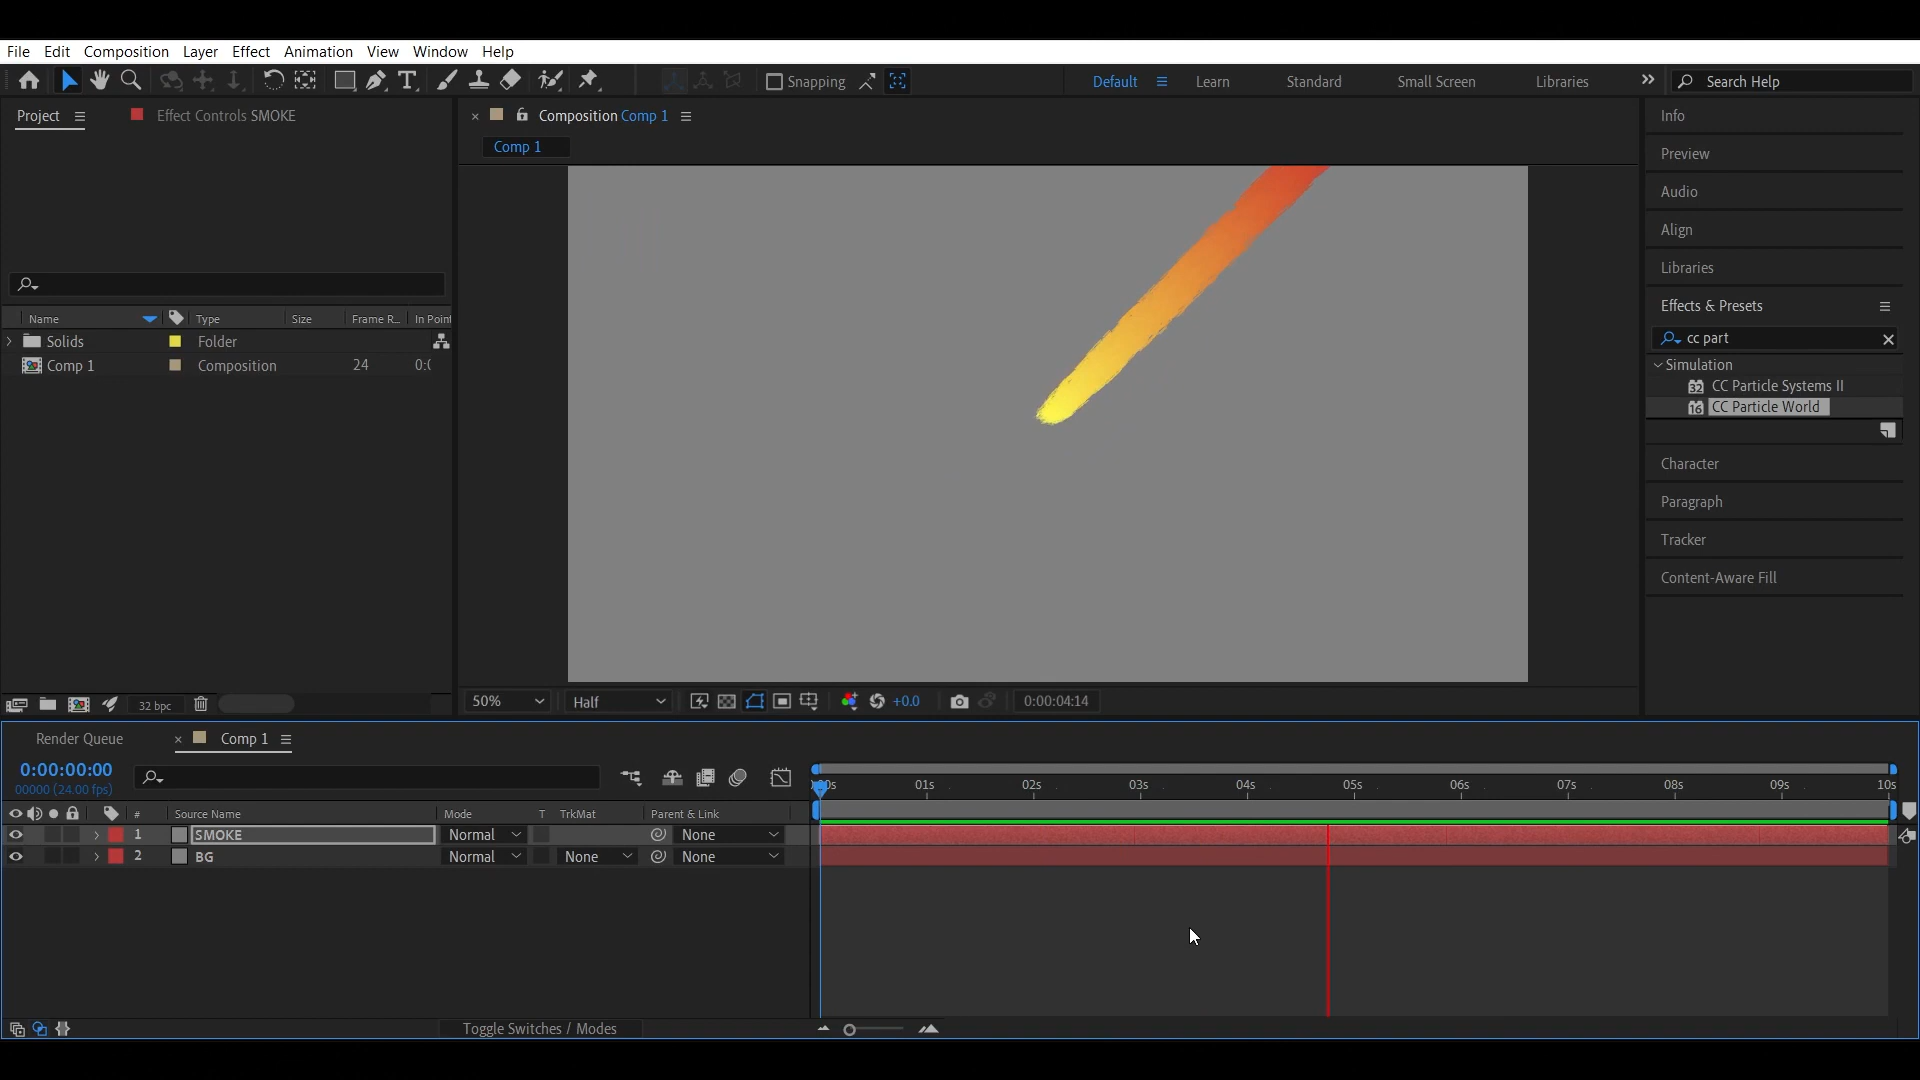 File Edit Composition Layer Effect Animation View Window Help
Snapping Default Learn Standard Small Screen Libraries Search Help
Project Effect Controls SMOKE
Composition Comp 1
Comp 1
Name Type Size Frame R... In Point
Solids Folder
Comp 1 Composition 24 0:0
32 bpc
50% Half +0.0 0:00:04:14
Info
Preview
Audio
Align
Libraries
Effects & Presets
cc part
Simulation
32 CC Particle Systems II
16 CC Particle World
Character
Paragraph
Tracker
Content-Aware Fill
Render Queue Comp 1
0:00:00:00
00000 (24.00 fps)
01s 02s 03s 04s 05s 06s 07s 08s 09s 10s
# Source Name Mode T TrkMat Parent & Link
1 SMOKE Normal None
2 BG Normal None None
Toggle Switches / Modes